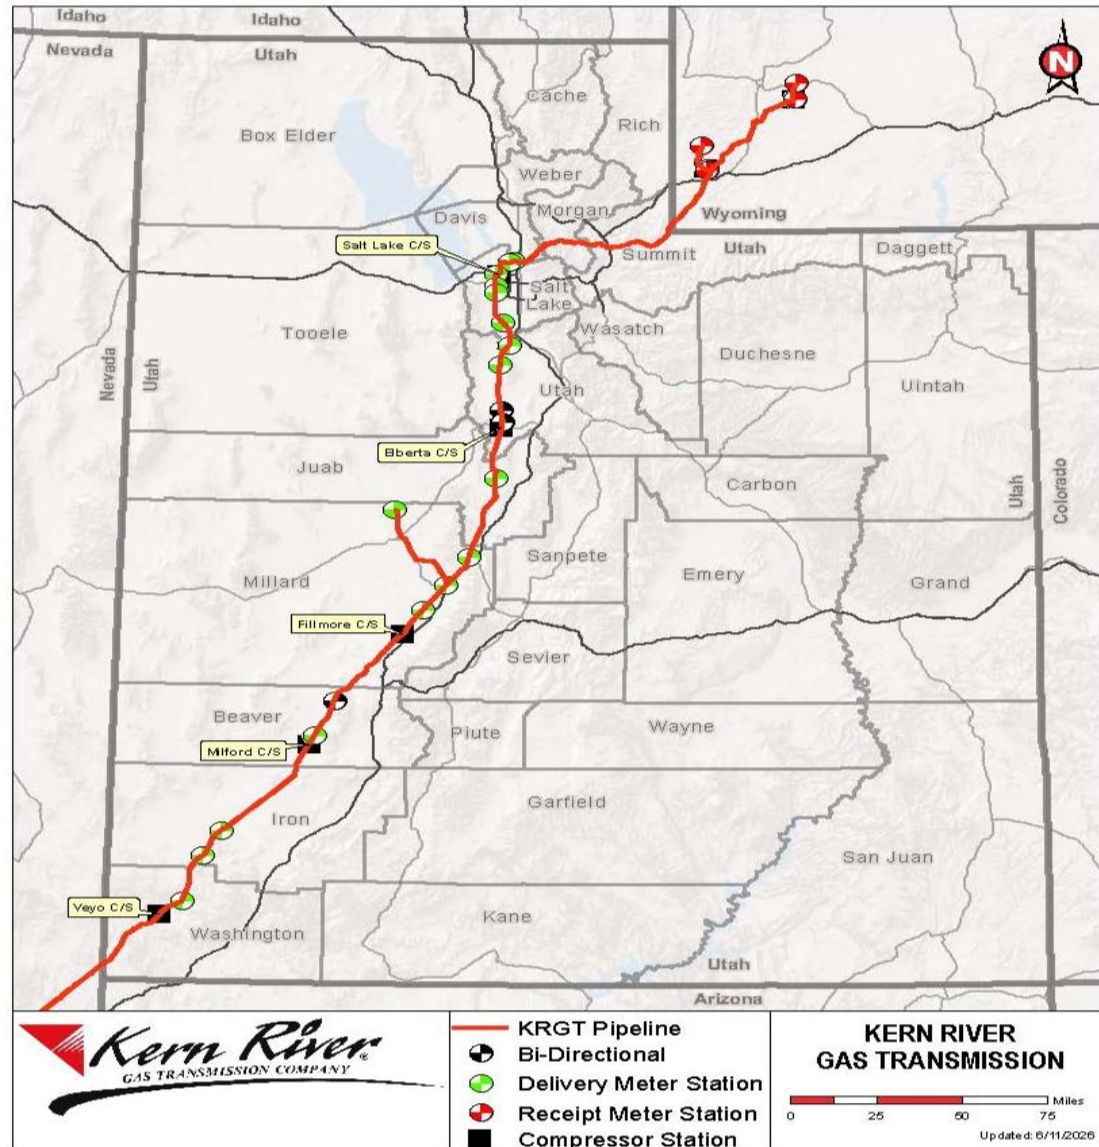 Idaho
Idaho
Nevada
Utah
Cache
Rich
Box Elder
Weber
Davis
Morgan
Wyoming
Salt Lake C/S
Summit
Utah
Daggett
Salt
Lake
Tooele
Wasatch
Duchesne
Nevada
Utah
Utah
Uintah
Elberta C/S
Juab
Carbon
Utah
Colorado
Sanpete
Millard
Emery
Grand
Fillmore C/S
Sevier
Beaver
Piute
Wayne
Milford C/S
Iron
Garfield
San Juan
Veyo C/S
Kane
Washington
Utah
Arizona
N
Kern River®
GAS TRANSMISSION COMPANY
KRGT Pipeline
Bi-Directional
Delivery Meter Station
Receipt Meter Station
Compressor Station
KERN RIVER
GAS TRANSMISSION
Miles
0 25 50 75
Updated: 6/11/2026